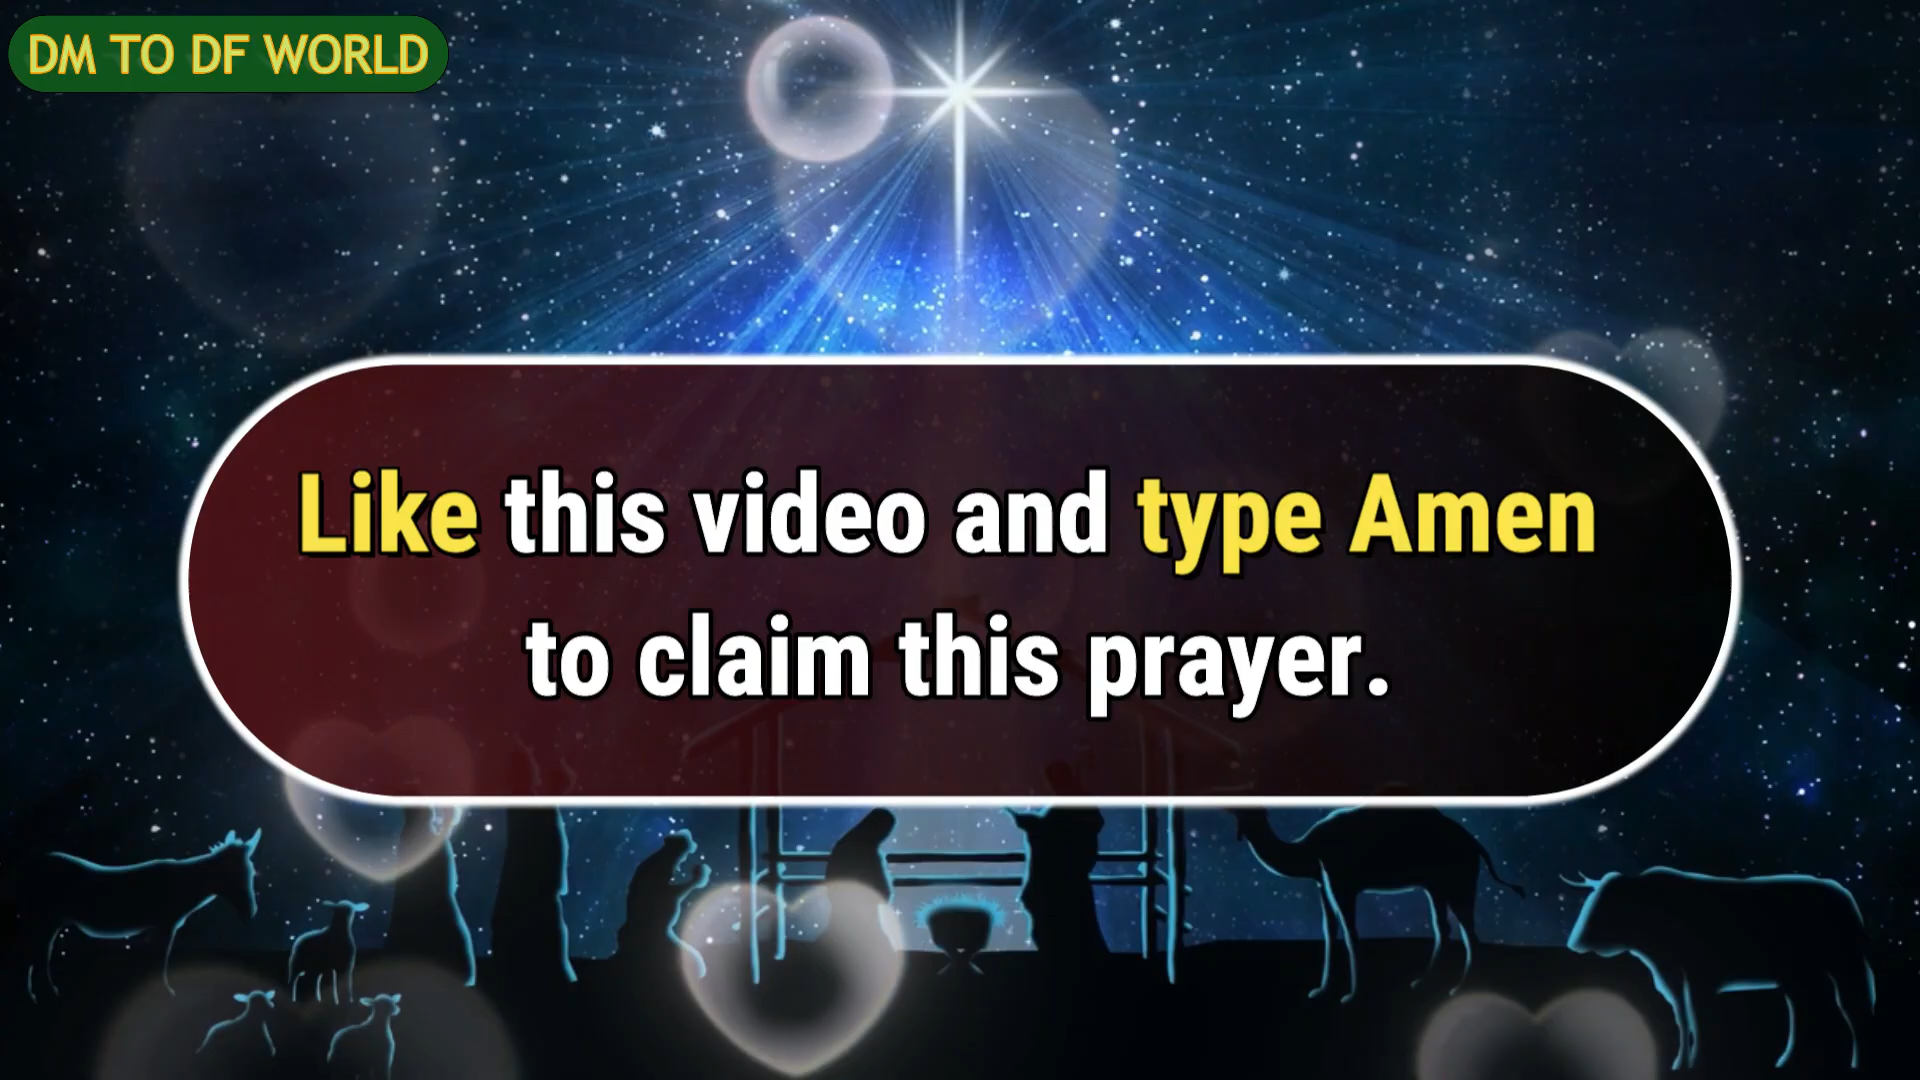 DM TO DF WORLD
Like this video and type Amen
to claim this prayer.